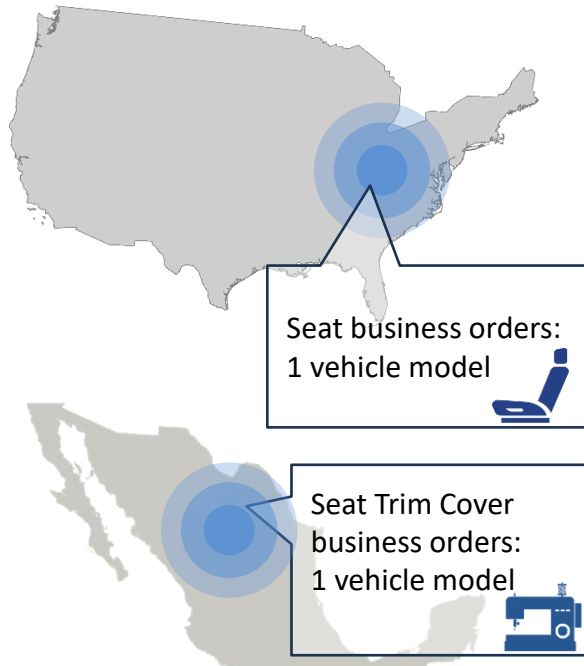 Seat business orders:
1 vehicle model
Seat Trim Cover
business orders:
1 vehicle model